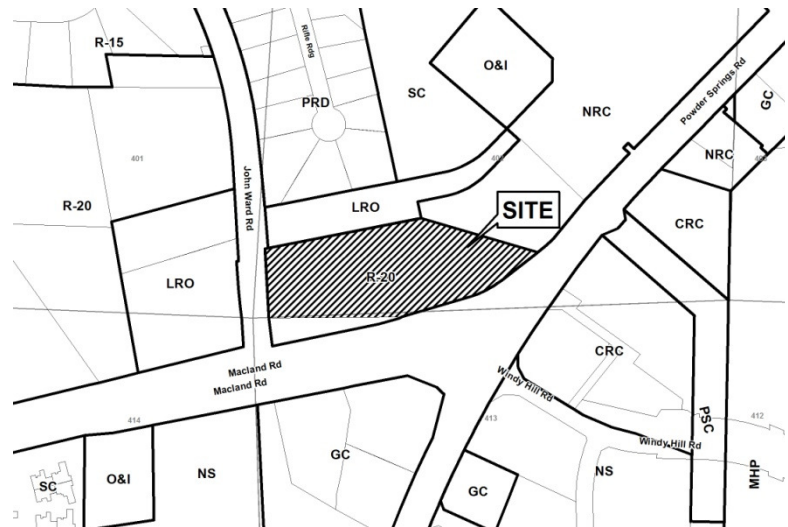 R-15
Rifle Rdg
O&I
PRD
SC
NRC
Powder Springs Rd
GC
NRC
401
John Ward Rd
R-20
LRO
SITE
CRC
LRO
R-20
CRC
Macland Rd
Macland Rd
Windy Hill Rd
414
413
PSC
412
Windy Hill Rd
GC
SC
O&I
NS
GC
NS
MHP